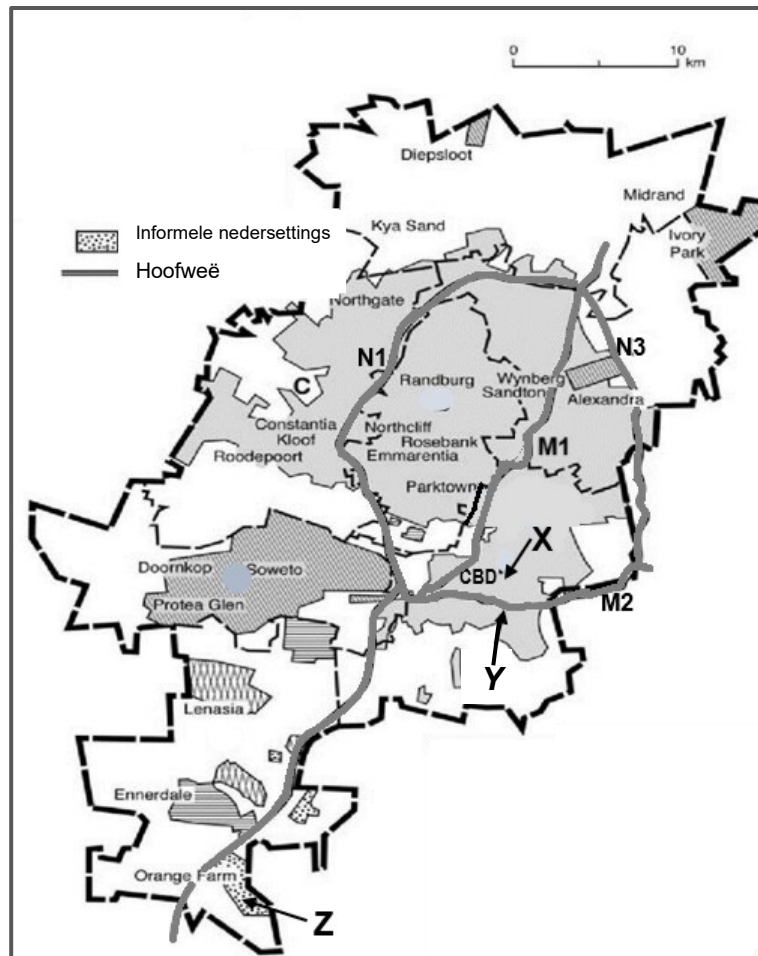 0 10
km
Diepsloot
Midrand
Ivory
Park
Kya Sand
Informele nedersettings
Hoofweë
Northgate
N1
N3
C
Randburg
Wynberg
Sandton
Alexandra
Constantia
Kloof
Northcliff
Rosebank
M1
Roodepoort
Emmarentia
Parktown
X
Doornkop
Soweto
CBD
Protea Glen
M2
Y
Lenasia
Ennerdale
Orange Farm
Z